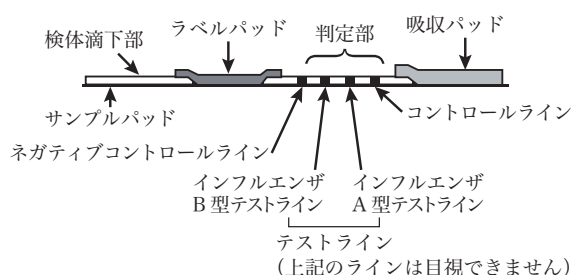 検体滴下部
ラベルパッド
判定部
吸収パッド
サンプルパッド
コントロールライン
ネガティブコントロールライン
インフルエンザ
B 型テストライン
インフルエンザ
A 型テストライン
テストライン
(上記のラインは目視できません)